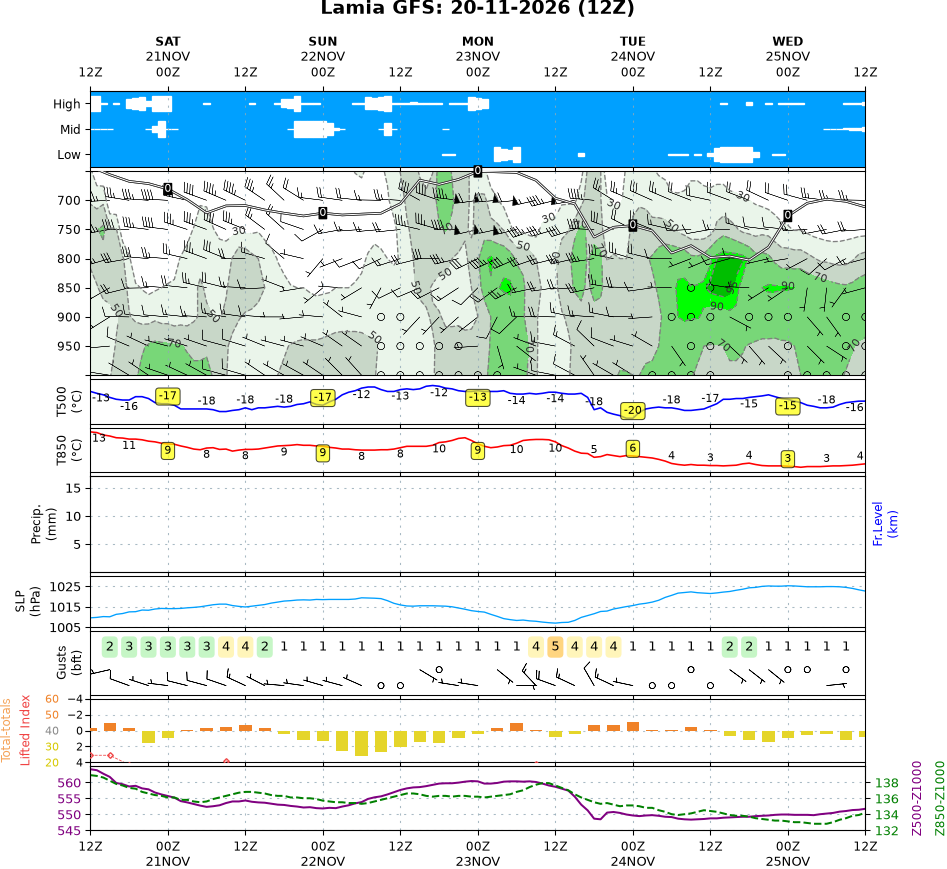 Lamia GFS: 20-11-2026 (12Z)
SAT SUN MON TUE WED
21NOV 22NOV 23NOV 24NOV 25NOV
12Z 00Z 12Z 00Z 12Z 00Z 12Z 00Z 12Z 00Z 12Z
High
Mid
Low
0 0 0 0 0
700
750
800
850
900
950
30 30 30 30 50 50 50 50 50 50 70 70 70 70 70 90 90
T500
(°C)
-13 -16 -17 -18 -18 -18 -17 -12 -13 -12 -13 -14 -14 -18 -20 -18 -17 -15 -15 -18 -16
T850
(°C)
13 11 9 8 8 9 9 8 8 10 9 10 10 5 6 4 3 4 3 3 4
Precip.
(mm)
15
10
5
Fr.Level
(km)
SLP
(hPa)
1025
1015
1005
Gusts
(bft)
2 3 3 3 3 3 4 4 2 1 1 1 1 1 1 1 1 1 1 1 1 1 4 5 4 4 4 1 1 1 1 1 2 2 1 1 1 1 1
Total-totals
Lifted Index
60 −4
50 −2
40 0
30 2
20 4
560
555
550
545
138
136
134
132
Z500-Z1000
Z850-Z1000
12Z 00Z 12Z 00Z 12Z 00Z 12Z 00Z 12Z 00Z 12Z
21NOV 22NOV 23NOV 24NOV 25NOV